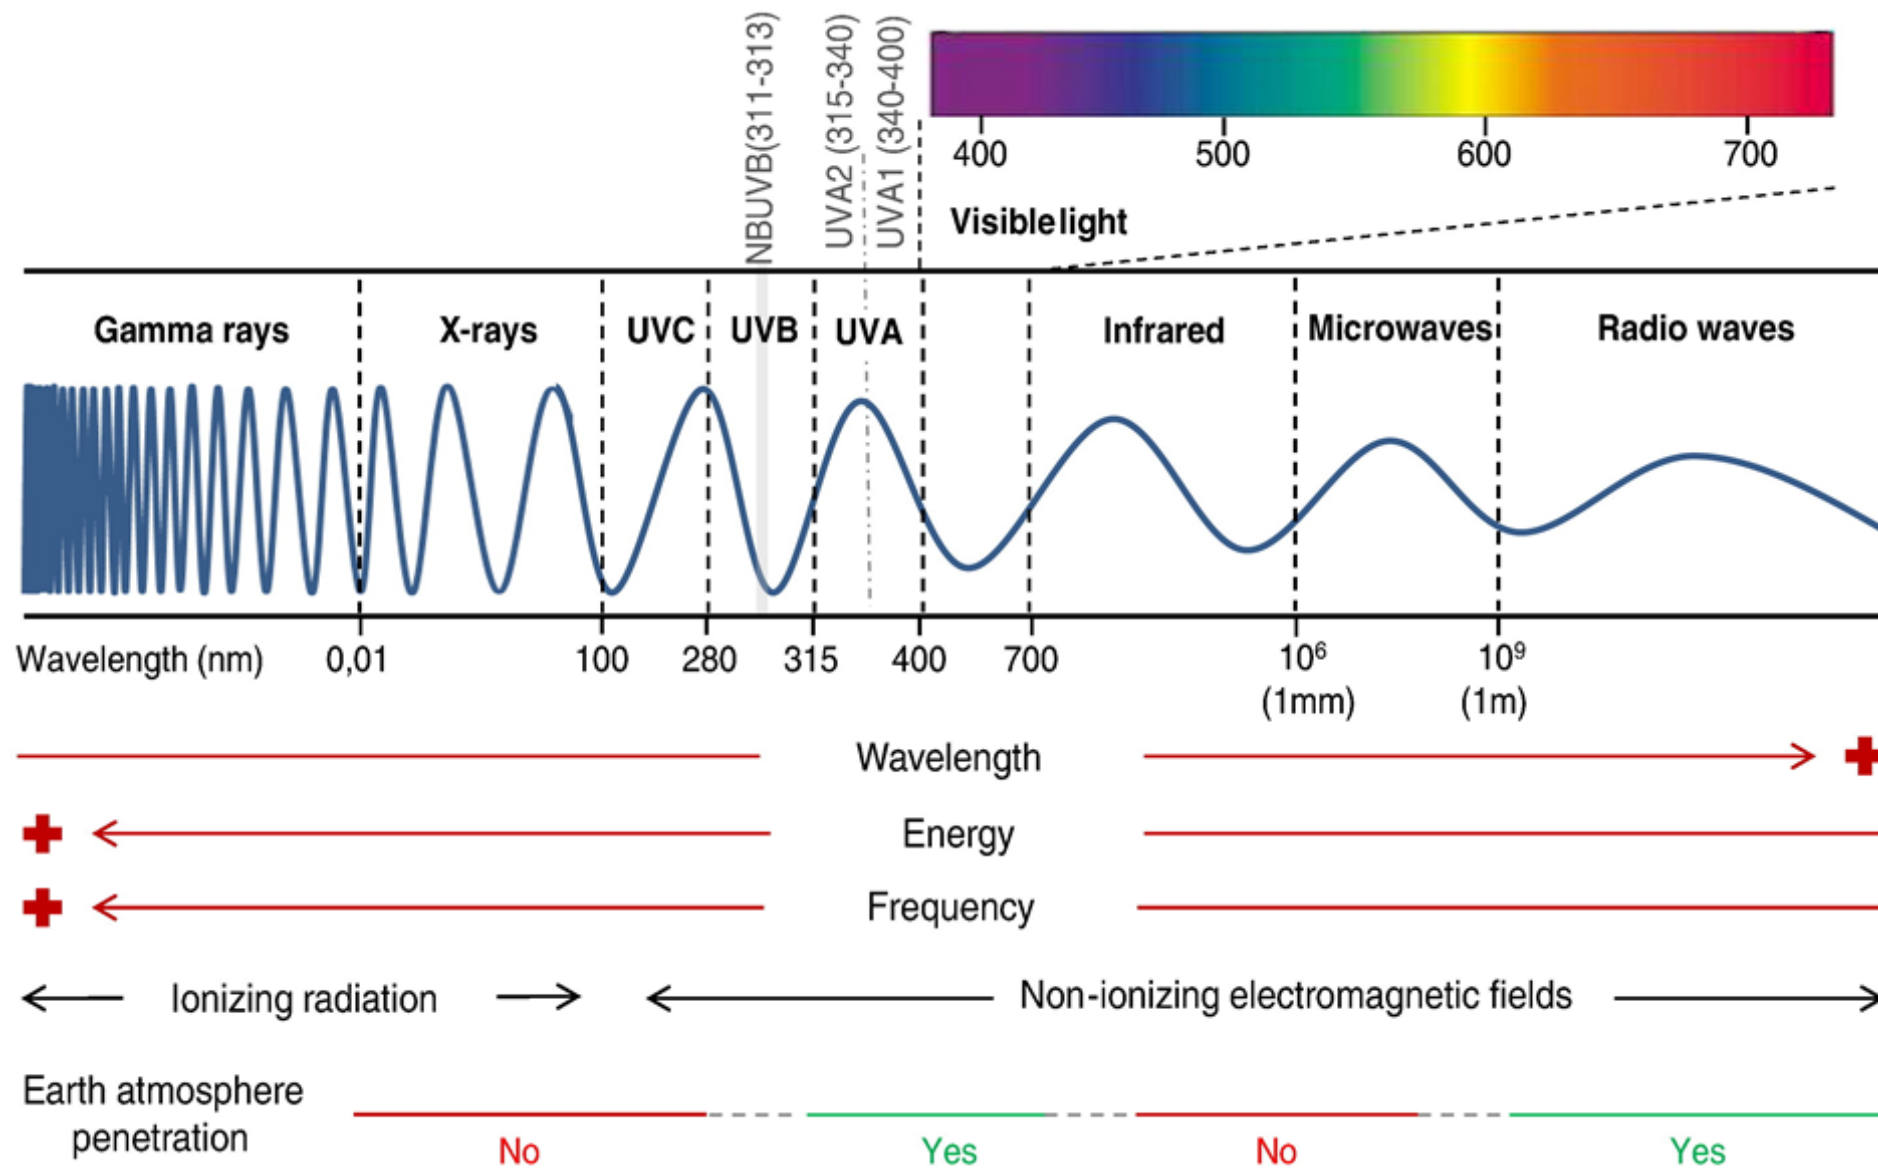 NBUVB(311-313)
UVA2 (315-340)
UVA1 (340-400)
400 500 600 700
Visible light
Gamma rays X-rays UVC UVB UVA Infrared Microwaves Radio waves
Wavelength (nm) 0,01 100 280 315 400 700 10⁶ 10⁹
(1mm) (1m)
Wavelength
Energy
Frequency
Ionizing radiation Non-ionizing electromagnetic fields
Earth atmosphere
penetration
No Yes No Yes